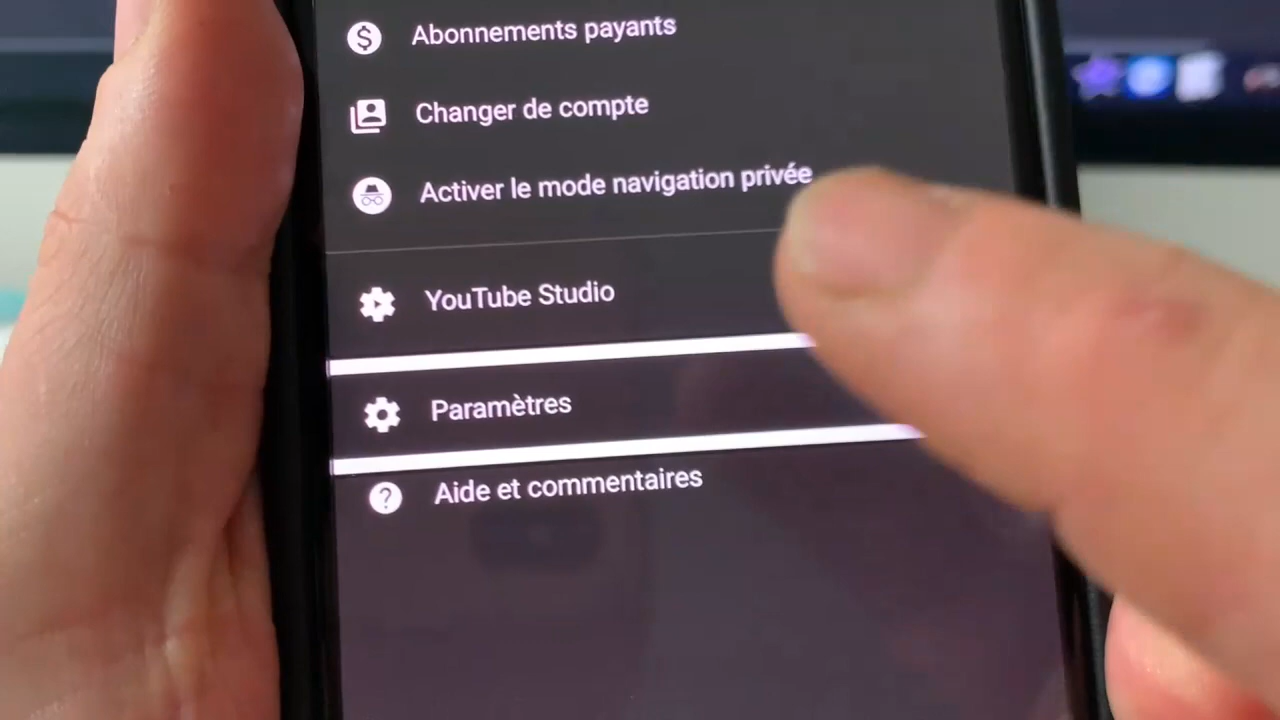 Abonnements payants
Changer de compte
Activer le mode navigation privée
YouTube Studio
Paramètres
Aide et commentaires